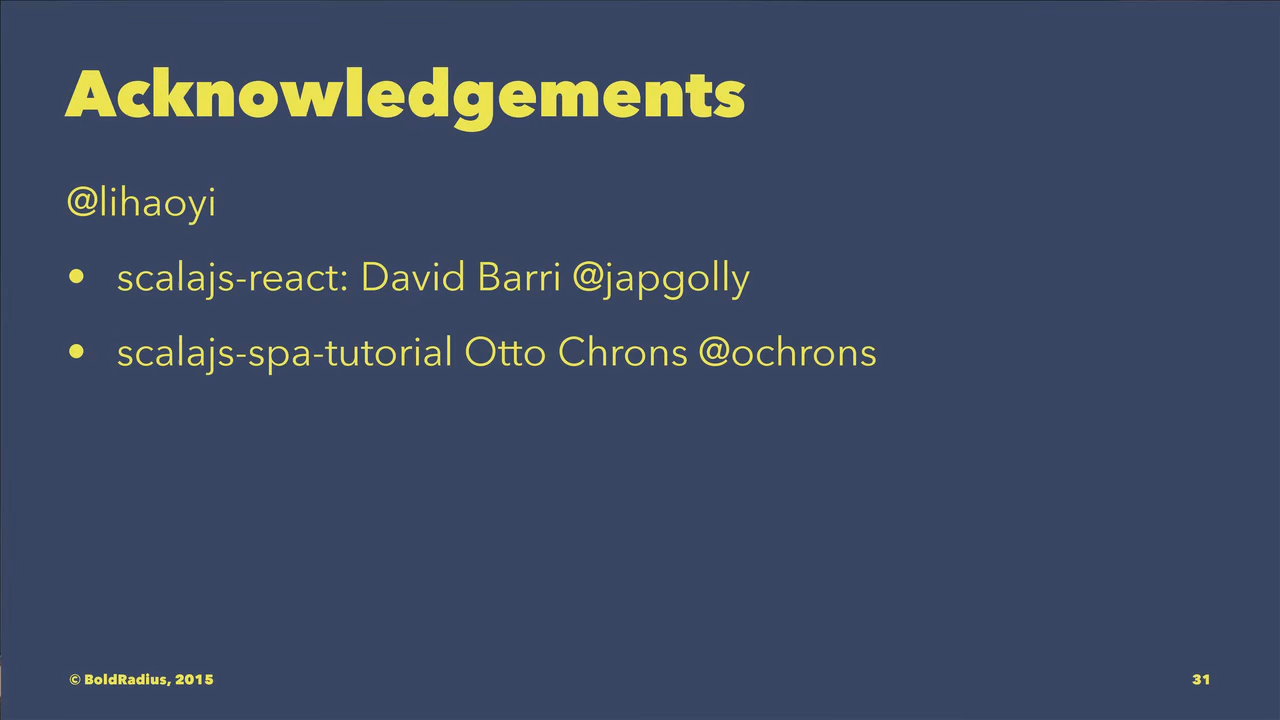 Acknowledgements
@lihaoyi
• scalajs-react: David Barri @japgolly
• scalajs-spa-tutorial Otto Chrons @ochrons
© BoldRadius, 2015
31